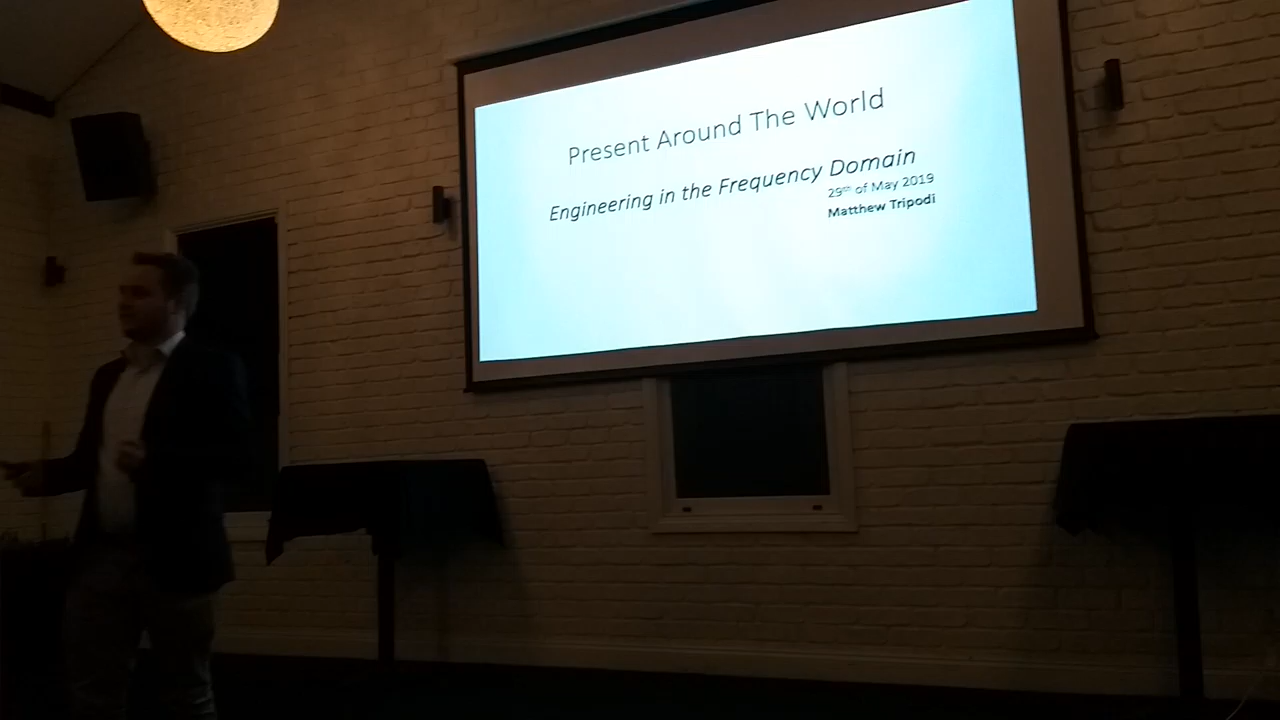 Present Around The World
Engineering in the Frequency Domain
29th of May 2019
Matthew Tripodi